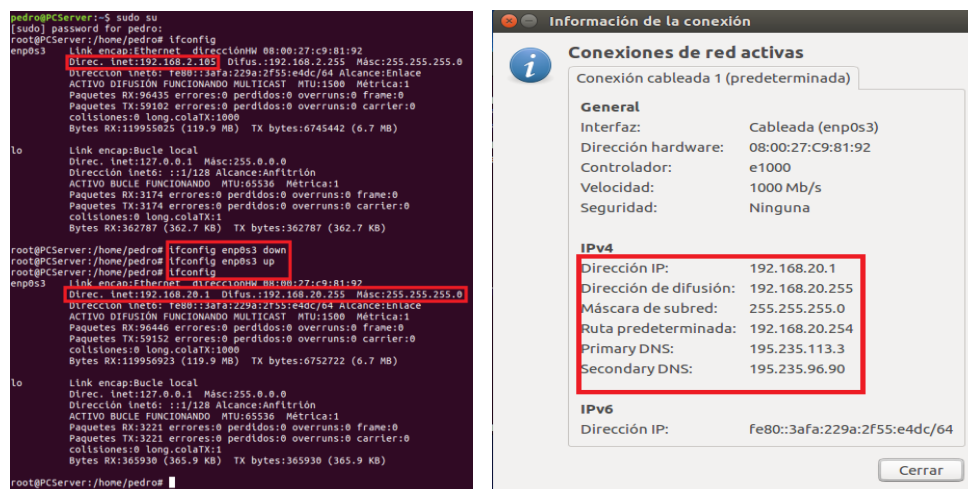 pedro@PCServer:~$ sudo su
[sudo] password for pedro:
root@PCServer:/home/pedro# ifconfig
enp0s3 Link encap:Ethernet direcciónHW 08:00:27:c9:81:92
Direc. inet:192.168.2.105 Difus.:192.168.2.255 Másc:255.255.255.0
Dirección inet6: fe80::3afa:229a:2f55:e4dc/64 Alcance:Enlace
ACTIVO DIFUSIÓN FUNCIONANDO MULTICAST MTU:1500 Métrica:1
Paquetes RX:96435 errores:0 perdidos:0 overruns:0 frame:0
Paquetes TX:59102 errores:0 perdidos:0 overruns:0 carrier:0
colisiones:0 long.colaTX:1000
Bytes RX:119955025 (119.9 MB) TX bytes:6745442 (6.7 MB)
lo Link encap:Bucle local
Direc. inet:127.0.0.1 Másc:255.0.0.0
Dirección inet6: ::1/128 Alcance:Anfitrión
ACTIVO BUCLE FUNCIONANDO MTU:65536 Métrica:1
Paquetes RX:3174 errores:0 perdidos:0 overruns:0 frame:0
Paquetes TX:3174 errores:0 perdidos:0 overruns:0 carrier:0
colisiones:0 long.colaTX:1
Bytes RX:362787 (362.7 KB) TX bytes:362787 (362.7 KB)
root@PCServer:/home/pedro# ifconfig enp0s3 down
root@PCServer:/home/pedro# ifconfig enp0s3 up
root@PCServer:/home/pedro# ifconfig
enp0s3 Link encap:Ethernet direcciónHW 08:00:27:c9:81:92
Direc. inet:192.168.20.1 Difus.:192.168.20.255 Másc:255.255.255.0
Dirección inet6: fe80::3afa:229a:2f55:e4dc/64 Alcance:Enlace
ACTIVO DIFUSIÓN FUNCIONANDO MULTICAST MTU:1500 Métrica:1
Paquetes RX:96446 errores:0 perdidos:0 overruns:0 frame:0
Paquetes TX:59152 errores:0 perdidos:0 overruns:0 carrier:0
colisiones:0 long.colaTX:1000
Bytes RX:119956923 (119.9 MB) TX bytes:6752722 (6.7 MB)
lo Link encap:Bucle local
Direc. inet:127.0.0.1 Másc:255.0.0.0
Dirección inet6: ::1/128 Alcance:Anfitrión
ACTIVO BUCLE FUNCIONANDO MTU:65536 Métrica:1
Paquetes RX:3221 errores:0 perdidos:0 overruns:0 frame:0
Paquetes TX:3221 errores:0 perdidos:0 overruns:0 carrier:0
colisiones:0 long.colaTX:1
Bytes RX:365930 (365.9 KB) TX bytes:365930 (365.9 KB)
root@PCServer:/home/pedro#
Información de la conexión
Conexiones de red activas
Conexión cableada 1 (predeterminada)
General
Interfaz: Cableada (enp0s3)
Dirección hardware: 08:00:27:C9:81:92
Controlador: e1000
Velocidad: 1000 Mb/s
Seguridad: Ninguna
IPv4
Dirección IP: 192.168.20.1
Dirección de difusión: 192.168.20.255
Máscara de subred: 255.255.255.0
Ruta predeterminada: 192.168.20.254
Primary DNS: 195.235.113.3
Secondary DNS: 195.235.96.90
IPv6
Dirección IP: fe80::3afa:229a:2f55:e4dc/64
Cerrar